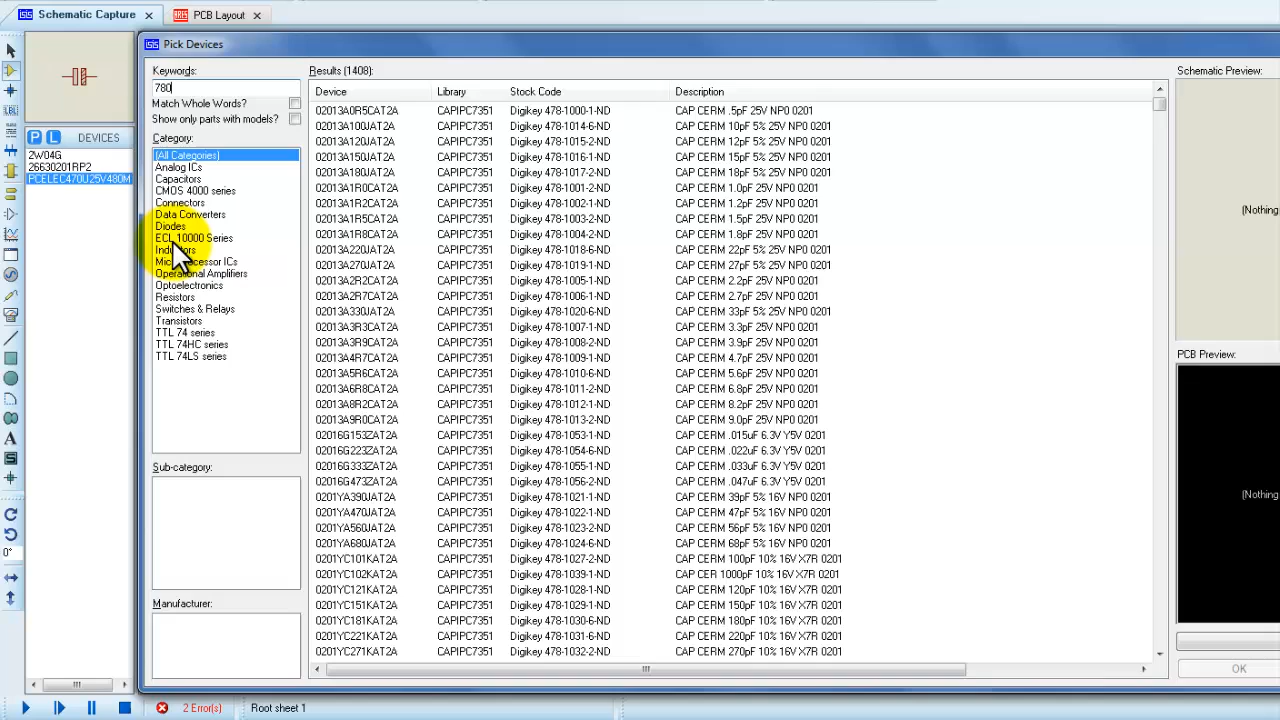 ISIS Schematic Capture
ARES PCB Layout
ISIS Pick Devices
P L DEVICES
2W04G
26630201RP2
PCELEC470U25V480M
Keywords:
780
Match Whole Words?
Show only parts with models?
Category:
(All Categories)
Analog ICs
Capacitors
CMOS 4000 series
Connectors
Data Converters
Diodes
ECL 10000 Series
Inductors
Microprocessor ICs
Operational Amplifiers
Optoelectronics
Resistors
Switches & Relays
Transistors
TTL 74 series
TTL 74HC series
TTL 74LS series
Sub-category:
Manufacturer:
Results (1408):
Device Library Stock Code Description
02013A0R5CAT2A CAPIPC7351 Digikey 478-1000-1-ND CAP CERM .5pF 25V NP0 0201
02013A100JAT2A CAPIPC7351 Digikey 478-1014-6-ND CAP CERM 10pF 5% 25V NP0 0201
02013A120JAT2A CAPIPC7351 Digikey 478-1015-2-ND CAP CERM 12pF 5% 25V NP0 0201
02013A150JAT2A CAPIPC7351 Digikey 478-1016-1-ND CAP CERM 15pF 5% 25V NP0 0201
02013A180JAT2A CAPIPC7351 Digikey 478-1017-2-ND CAP CERM 18pF 5% 25V NP0 0201
02013A1R0CAT2A CAPIPC7351 Digikey 478-1001-2-ND CAP CERM 1.0pF 25V NP0 0201
02013A1R2CAT2A CAPIPC7351 Digikey 478-1002-1-ND CAP CERM 1.2pF 25V NP0 0201
02013A1R5CAT2A CAPIPC7351 Digikey 478-1003-2-ND CAP CERM 1.5pF 25V NP0 0201
02013A1R8CAT2A CAPIPC7351 Digikey 478-1004-2-ND CAP CERM 1.8pF 25V NP0 0201
02013A220JAT2A CAPIPC7351 Digikey 478-1018-6-ND CAP CERM 22pF 5% 25V NP0 0201
02013A270JAT2A CAPIPC7351 Digikey 478-1019-1-ND CAP CERM 27pF 5% 25V NP0 0201
02013A2R2CAT2A CAPIPC7351 Digikey 478-1005-1-ND CAP CERM 2.2pF 25V NP0 0201
02013A2R7CAT2A CAPIPC7351 Digikey 478-1006-1-ND CAP CERM 2.7pF 25V NP0 0201
02013A330JAT2A CAPIPC7351 Digikey 478-1020-6-ND CAP CERM 33pF 5% 25V NP0 0201
02013A3R3CAT2A CAPIPC7351 Digikey 478-1007-1-ND CAP CERM 3.3pF 25V NP0 0201
02013A3R9CAT2A CAPIPC7351 Digikey 478-1008-2-ND CAP CERM 3.9pF 25V NP0 0201
02013A4R7CAT2A CAPIPC7351 Digikey 478-1009-1-ND CAP CERM 4.7pF 25V NP0 0201
02013A5R6CAT2A CAPIPC7351 Digikey 478-1010-6-ND CAP CERM 5.6pF 25V NP0 0201
02013A6R8CAT2A CAPIPC7351 Digikey 478-1011-2-ND CAP CERM 6.8pF 25V NP0 0201
02013A8R2CAT2A CAPIPC7351 Digikey 478-1012-1-ND CAP CERM 8.2pF 25V NP0 0201
02013A9R0CAT2A CAPIPC7351 Digikey 478-1013-2-ND CAP CERM 9.0pF 25V NP0 0201
02016G153ZAT2A CAPIPC7351 Digikey 478-1053-1-ND CAP CERM .015uF 6.3V Y5V 0201
02016G223ZAT2A CAPIPC7351 Digikey 478-1054-6-ND CAP CERM .022uF 6.3V Y5V 0201
02016G333ZAT2A CAPIPC7351 Digikey 478-1055-1-ND CAP CERM .033uF 6.3V Y5V 0201
02016G473ZAT2A CAPIPC7351 Digikey 478-1056-2-ND CAP CERM .047uF 6.3V Y5V 0201
0201YA390JAT2A CAPIPC7351 Digikey 478-1021-1-ND CAP CERM 39pF 5% 16V NP0 0201
0201YA470JAT2A CAPIPC7351 Digikey 478-1022-1-ND CAP CERM 47pF 5% 16V NP0 0201
0201YA560JAT2A CAPIPC7351 Digikey 478-1023-2-ND CAP CERM 56pF 5% 16V NP0 0201
0201YA680JAT2A CAPIPC7351 Digikey 478-1024-6-ND CAP CERM 68pF 5% 16V NP0 0201
0201YC101KAT2A CAPIPC7351 Digikey 478-1027-2-ND CAP CERM 100pF 10% 16V X7R 0201
0201YC102KAT2A CAPIPC7351 Digikey 478-1039-1-ND CAP CER 1000pF 10% 16V X7R 0201
0201YC121KAT2A CAPIPC7351 Digikey 478-1028-1-ND CAP CERM 120pF 10% 16V X7R 0201
0201YC151KAT2A CAPIPC7351 Digikey 478-1029-1-ND CAP CERM 150pF 10% 16V X7R 0201
0201YC181KAT2A CAPIPC7351 Digikey 478-1030-6-ND CAP CERM 180pF 10% 16V X7R 0201
0201YC221KAT2A CAPIPC7351 Digikey 478-1031-6-ND CAP CERM 220pF 10% 16V X7R 0201
0201YC271KAT2A CAPIPC7351 Digikey 478-1032-2-ND CAP CERM 270pF 10% 16V X7R 0201
Schematic Preview:
(Nothing
PCB Preview:
(Nothing
OK
LBL
A
S
0°
2 Error(s)
Root sheet 1